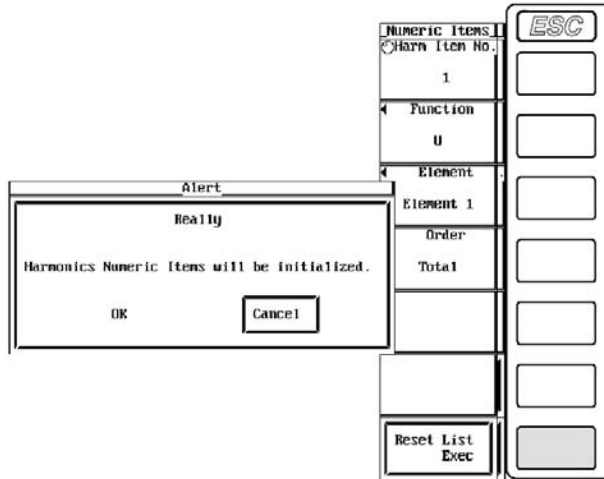 ESC
Numeric Items
Harm Item No.
1
Function
U
Element
Element 1
Order
Total
Reset List
Exec
Alert
Really
Harmonics Numeric Items will be initialized.
OK
Cancel